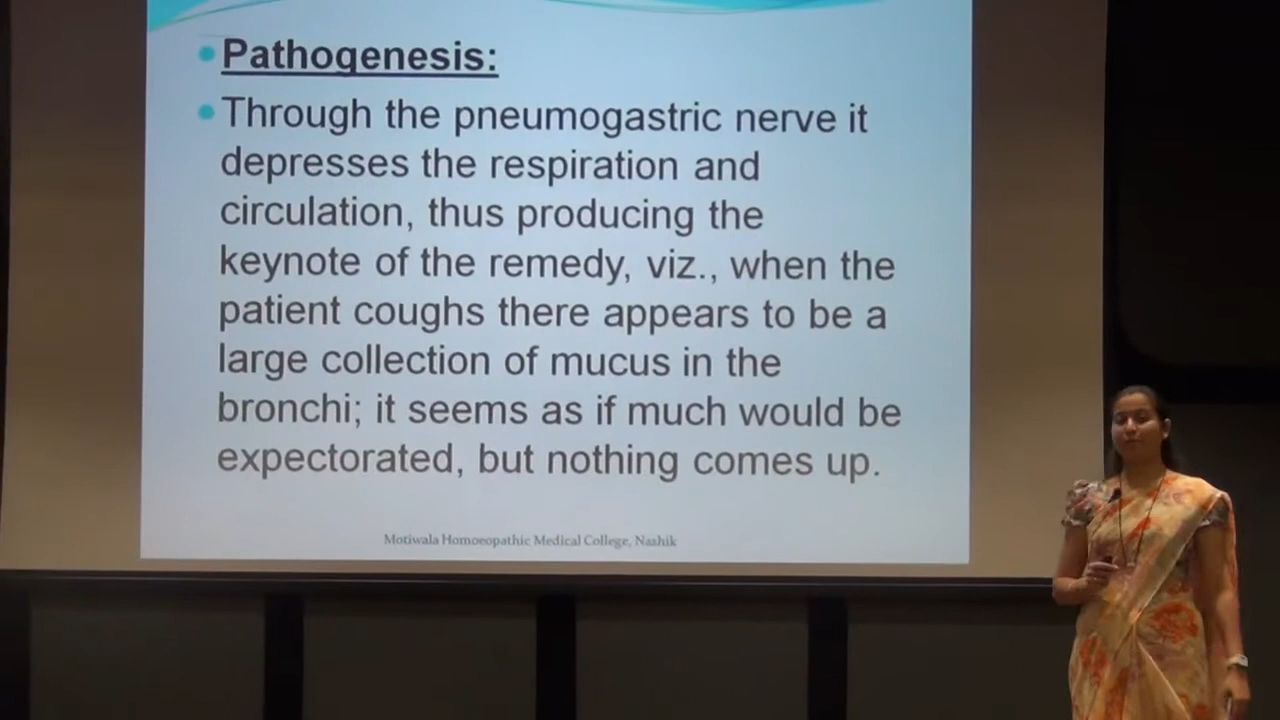 Pathogenesis:
Through the pneumogastric nerve it
depresses the respiration and
circulation, thus producing the
keynote of the remedy, viz., when the
patient coughs there appears to be a
large collection of mucus in the
bronchi; it seems as if much would be
expectorated, but nothing comes up.
Motiwala Homoeopathic Medical College, Nashik